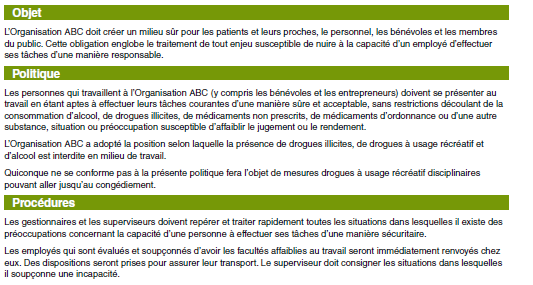 Objet
L'Organisation ABC doit créer un milieu sûr pour les patients et leurs proches, le personnel, les bénévoles et les membres
du public. Cette obligation englobe le traitement de tout enjeu susceptible de nuire à la capacité d'un employé d'effectuer
ses tâches d'une manière responsable.
Politique
Les personnes qui travaillent à l'Organisation ABC (y compris les bénévoles et les entrepreneurs) doivent se présenter au
travail en étant aptes à effectuer leurs tâches courantes d'une manière sûre et acceptable, sans restrictions découlant de la
consommation d'alcool, de drogues illicites, de médicaments non prescrits, de médicaments d'ordonnance ou d'une autre
substance, situation ou préoccupation susceptible d'affaiblir le jugement ou le rendement.
L'Organisation ABC a adopté la position selon laquelle la présence de drogues illicites, de drogues à usage récréatif et
d'alcool est interdite en milieu de travail.
Quiconque ne se conforme pas à la présente politique fera l'objet de mesures drogues à usage récréatif disciplinaires
pouvant aller jusqu'au congédiement.
Procédures
Les gestionnaires et les superviseurs doivent repérer et traiter rapidement toutes les situations dans lesquelles il existe des
préoccupations concernant la capacité d'une personne à effectuer ses tâches d'une manière sécuritaire.
Les employés qui sont évalués et soupçonnés d'avoir les facultés affaiblies au travail seront immédiatement renvoyés chez
eux. Des dispositions seront prises pour assurer leur transport. Le superviseur doit consigner les situations dans lesquelles
il soupçonne une incapacité.